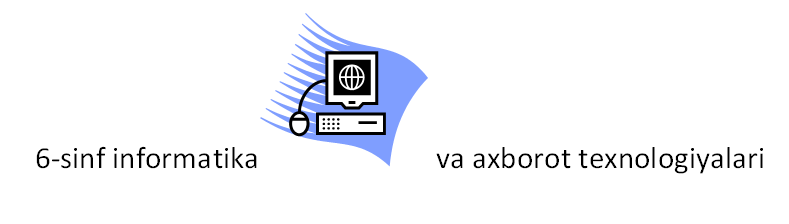 6-sinf informatika va axborot texnologiyalari